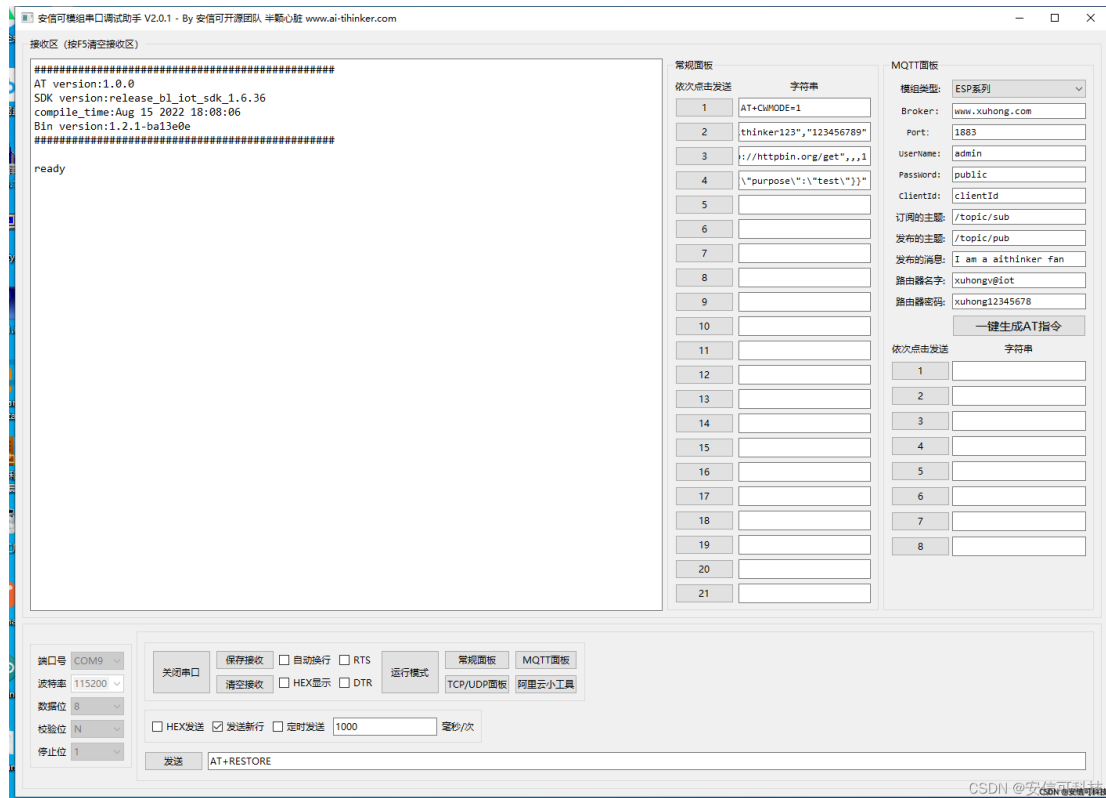 安信可模组串口调试助手 V2.0.1 - By 安信可开源团队 半颗心脏 www.ai-tihinker.com
接收区（按F5清空接收区）
################################################
AT version:1.0.0
SDK version:release_bl_iot_sdk_1.6.36
compile_time:Aug 15 2022 18:08:06
Bin version:1.2.1-ba13e0e
################################################
ready
常规面板
依次点击发送 字符串
1 AT+CWMODE=1
2 thinker123","123456789"
3 ://httpbin.org/get",,,1
4 \"purpose\":\"test\"}}"
5
6
7
8
9
10
11
12
13
14
15
16
17
18
19
20
21
MQTT面板
模组类型: ESP系列
Broker: www.xuhong.com
Port: 1883
UserName: admin
PassWord: public
ClientId: clientId
订阅的主题: /topic/sub
发布的主题: /topic/pub
发布的消息: I am a aithinker fan
路由器名字: xuhongv@iot
路由器密码: xuhong12345678
一键生成AT指令
依次点击发送 字符串
1
2
3
4
5
6
7
8
端口号 COM9
波特率 115200
数据位 8
校验位 N
停止位 1
关闭串口
保存接收 自动换行 RTS
清空接收 HEX显示 DTR
运行模式
常规面板 MQTT面板
TCP/UDP面板 阿里云小工具
HEX发送 发送新行 定时发送 1000 毫秒/次
发送 AT+RESTORE
CSDN @安信可科技
CSDN @安信可科技